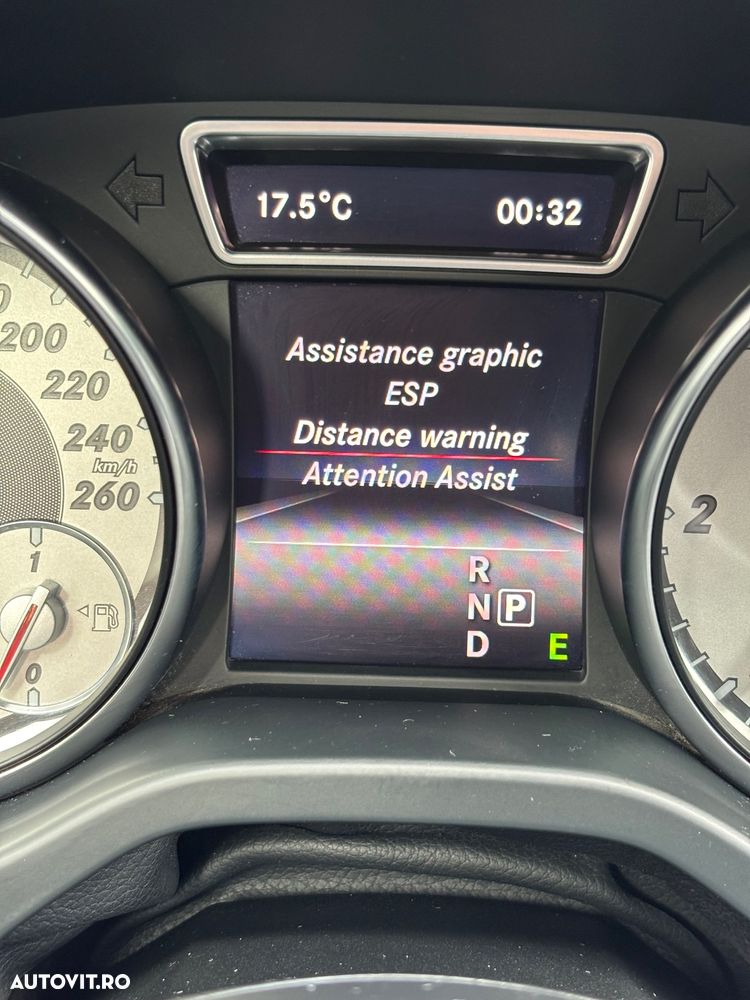 17.5°C 00:32
Assistance graphic
ESP
Distance warning
Attention Assist
200
220
240
km/h
260
1
0
2
R
N P
D E
AUTOVIT.RO